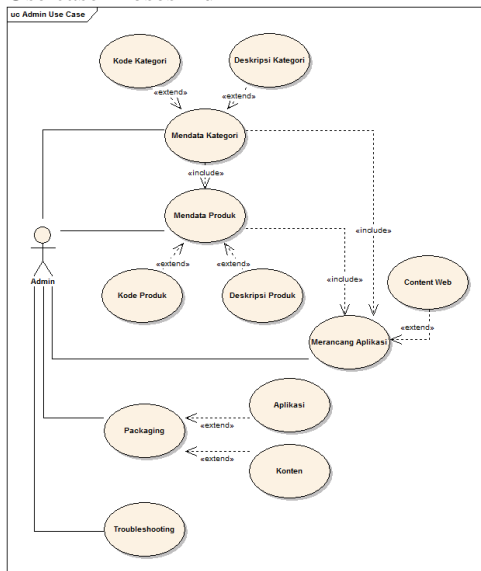 uc Admin Use Case
Kode Kategori
Deskripsi Kategori
«extend»
«extend»
Mendata Kategori
«include»
Mendata Produk
«extend»
«extend»
«include»
«include»
Admin
Kode Produk
Deskripsi Produk
Content Web
«extend»
Merancang Aplikasi
Aplikasi
«extend»
Packaging
«extend»
Konten
Troubleshooting